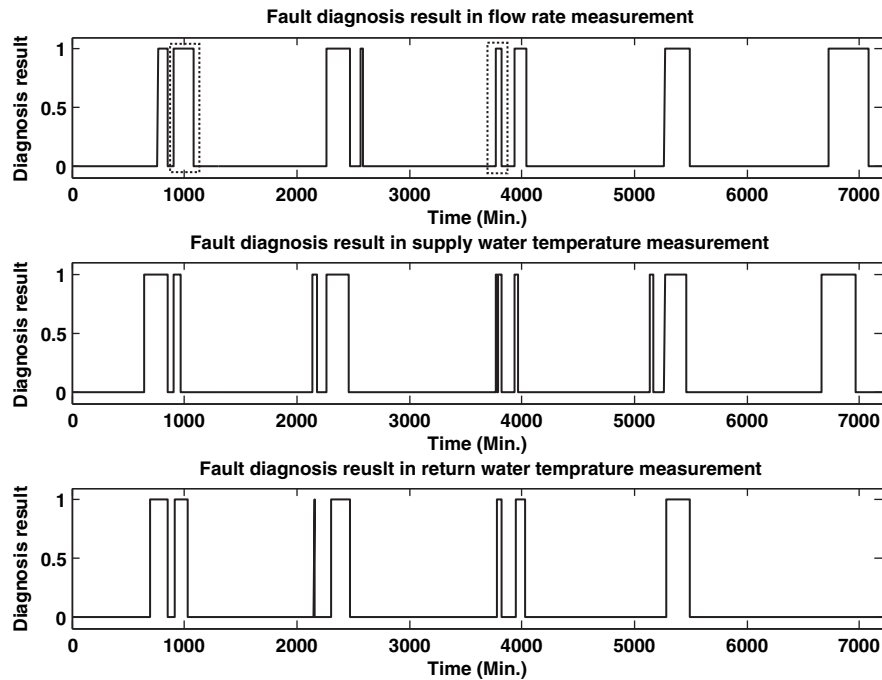 Fault diagnosis result in flow rate measurement
Diagnosis result
1
0.5
0
0 1000 2000 3000 4000 5000 6000 7000
Time (Min.)
Fault diagnosis result in supply water temperature measurement
Diagnosis result
1
0.5
0
0 1000 2000 3000 4000 5000 6000 7000
Time (Min.)
Fault diagnosis reuslt in return water temprature measurement
Diagnosis result
1
0.5
0
0 1000 2000 3000 4000 5000 6000 7000
Time (Min.)